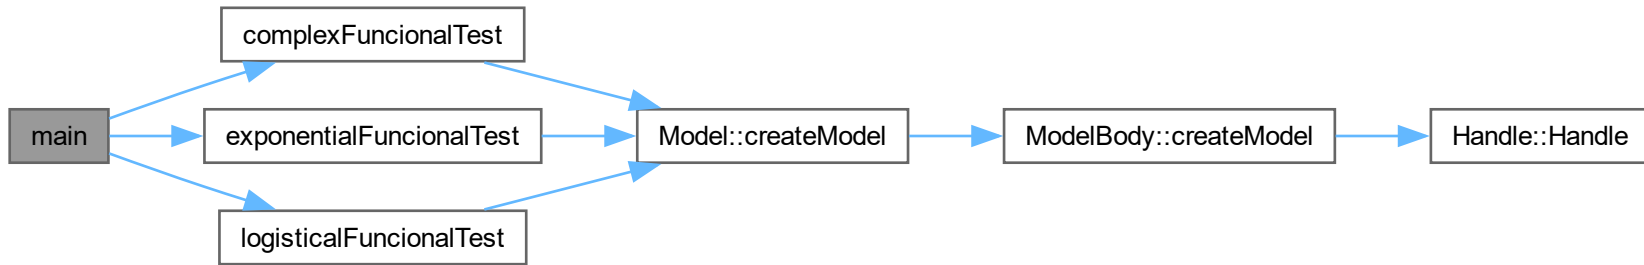 complexFuncionalTest
main
exponentialFuncionalTest
Model::createModel
ModelBody::createModel
Handle::Handle
logisticalFuncionalTest